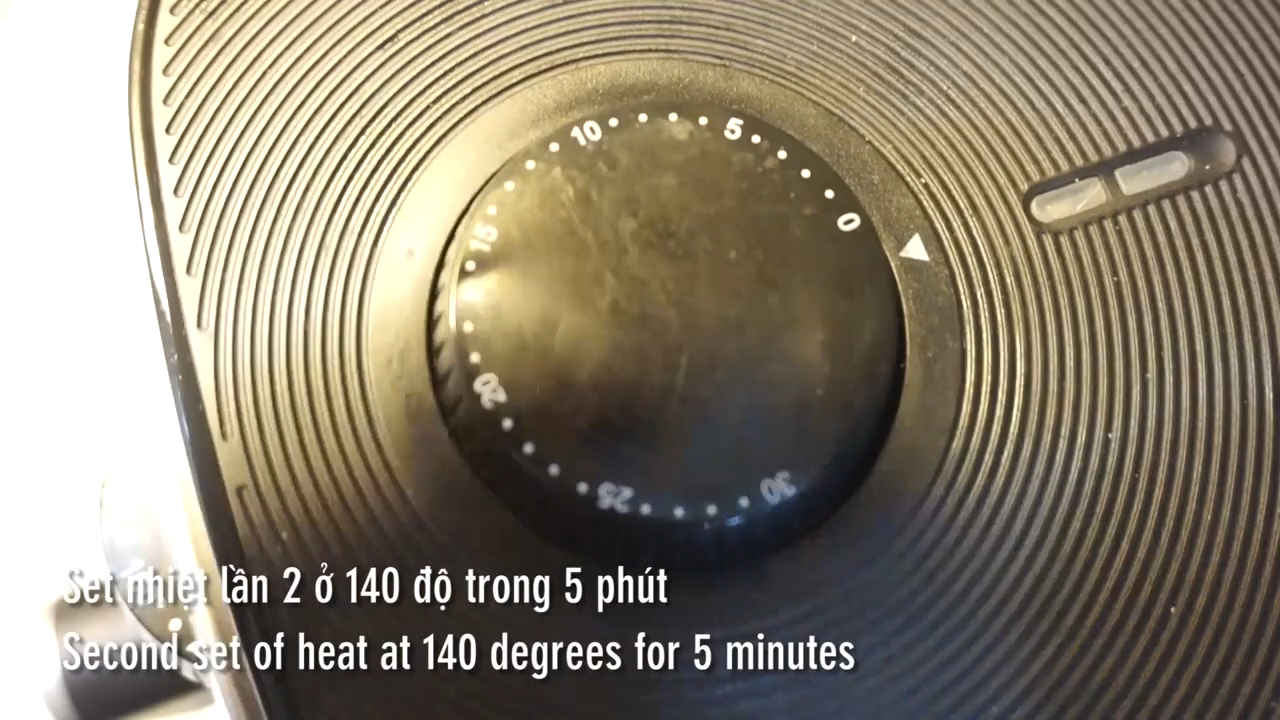 10 5
15 0
20
25 30
Set nhiệt lần 2 ở 140 độ trong 5 phút
Second set of heat at 140 degrees for 5 minutes